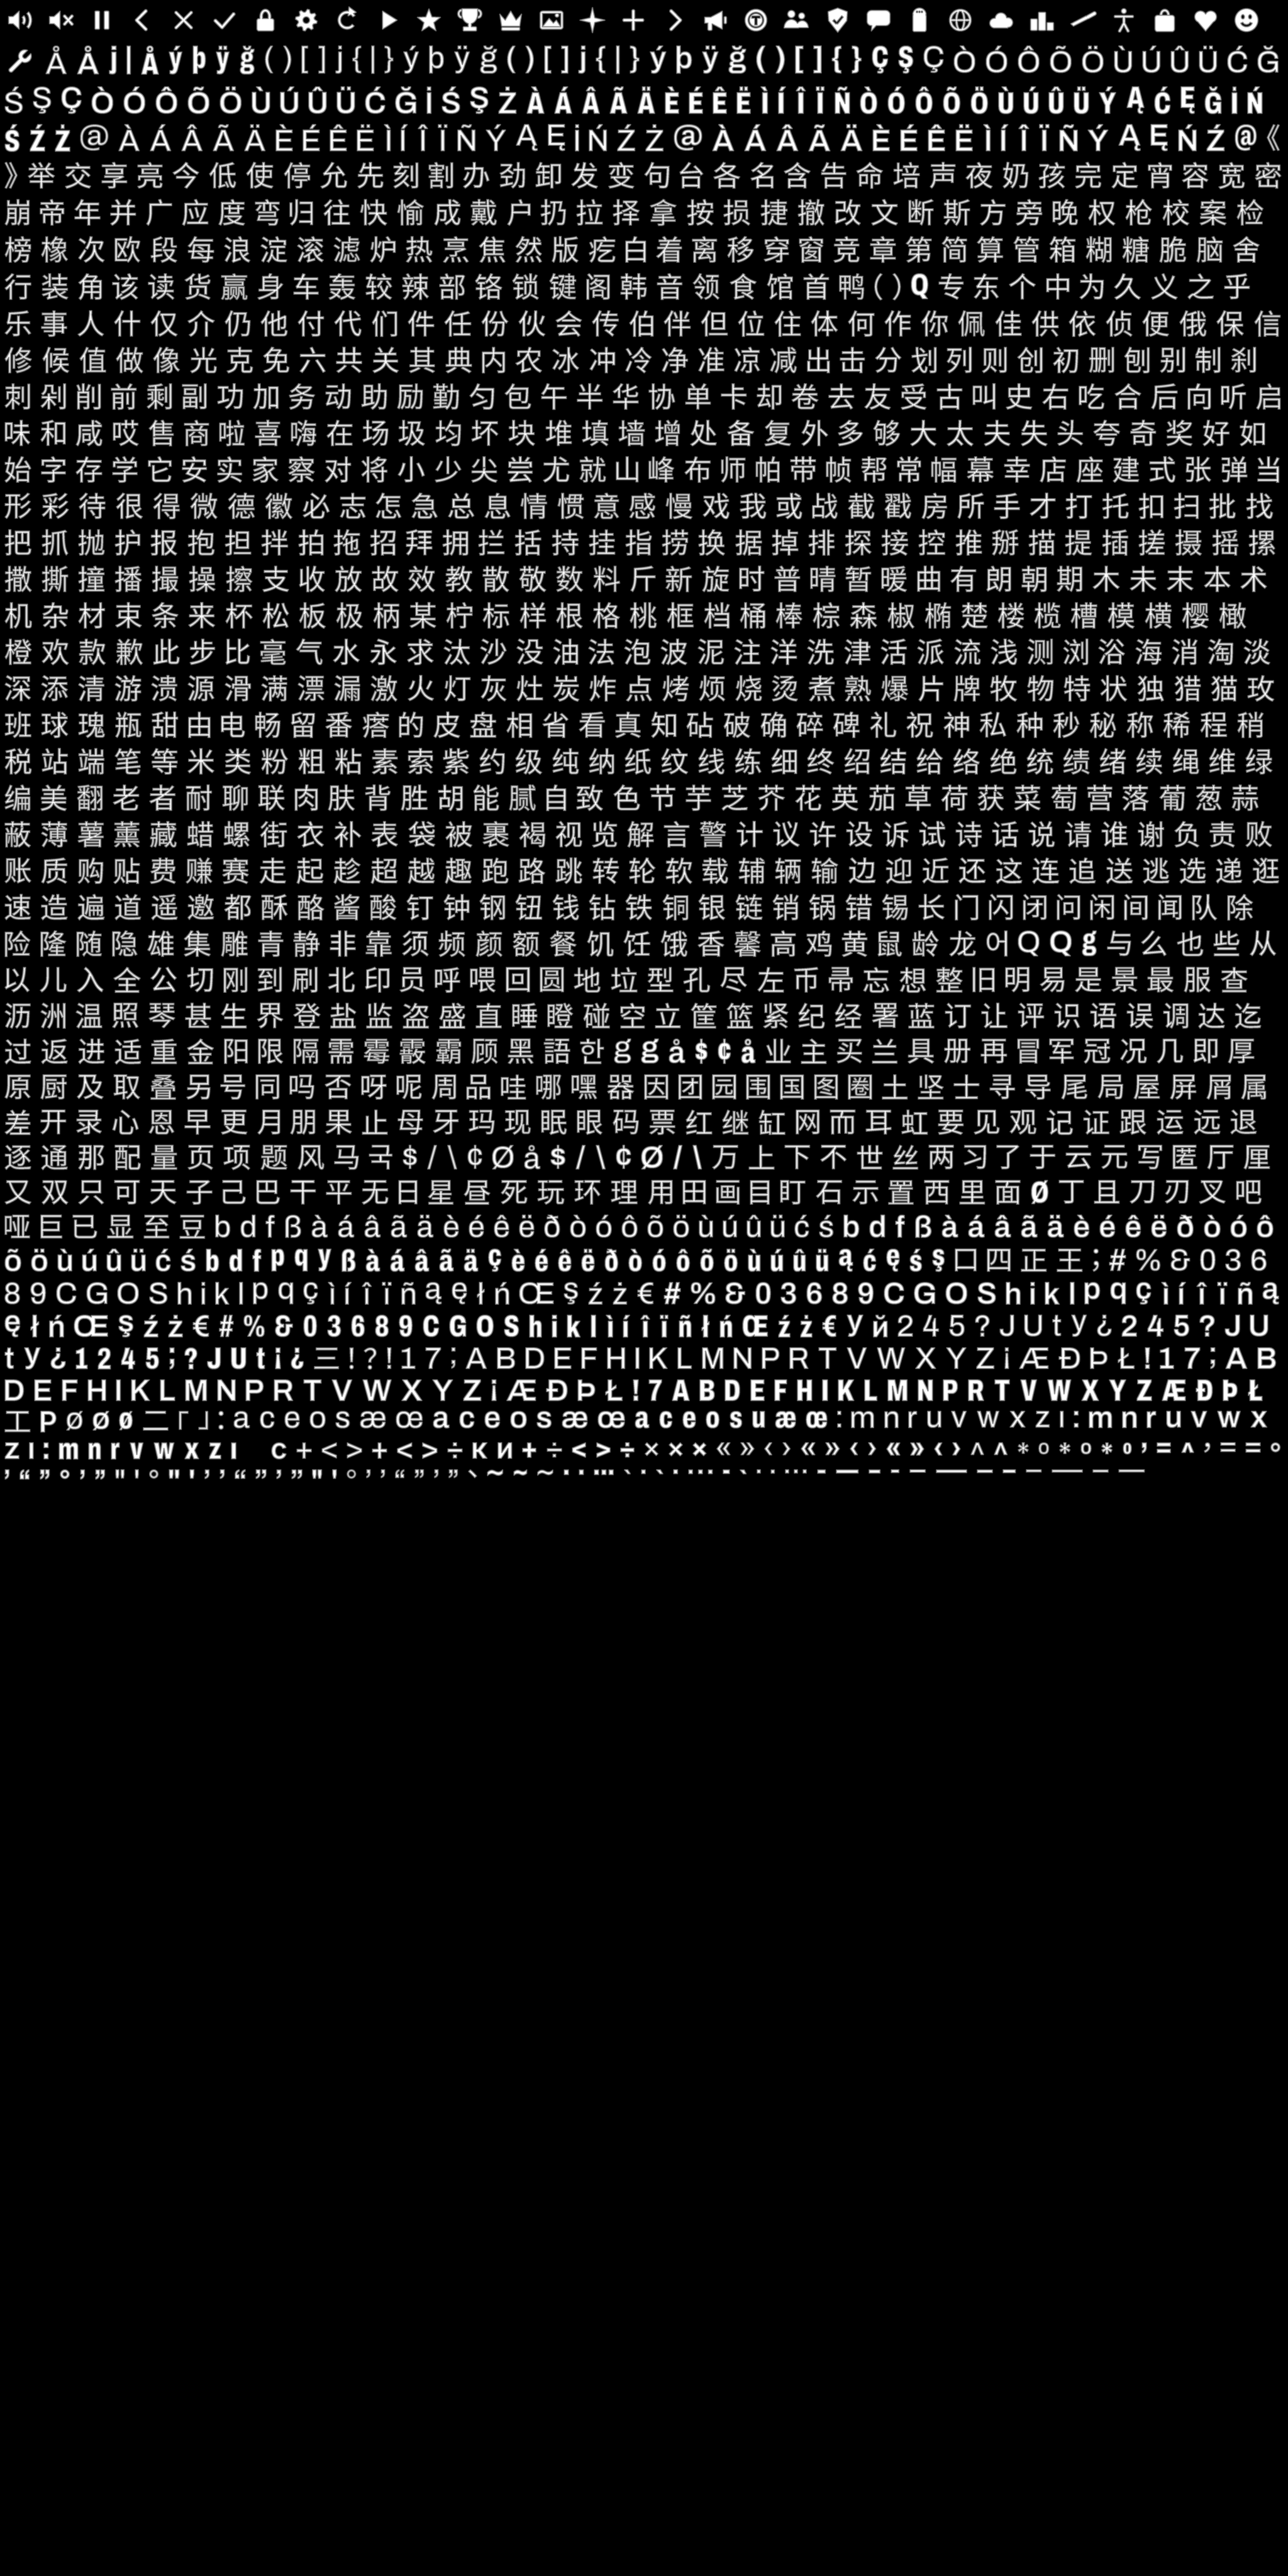 Å Å j | Å ý þ ÿ ğ ( ) [ ] j { | } ý þ ÿ ğ ( ) [ ] j { | } ý þ ÿ ğ ( ) [ ] { } Ç Ş Ç Ò Ó Ô Õ Ö Ù Ú Û Ü Ć Ğ
Ś Ş Ç Ò Ó Ô Õ Ö Ù Ú Û Ü Ć Ğ İ Ś Ş Ż À Á Â Ã Ä È É Ê Ë Ì Í Î Ï Ñ Ò Ó Ô Õ Ö Ù Ú Û Ü Ý Ą Ć Ę Ğ İ Ń
Ś Ź Ż @ À Á Â Ã Ä È É Ê Ë Ì Í Î Ï Ñ Ý Ą Ę İ Ń Ź Ż @ À Á Â Ã Ä È É Ê Ë Ì Í Î Ï Ñ Ý Ą Ę Ń Ź @ 《
》 举 交 享 亮 今 低 使 停 允 先 刻 割 办 劲 卸 发 变 句 台 各 名 含 告 命 培 声 夜 奶 孩 完 定 宵 容 宽 密
崩 帝 年 并 广 应 度 弯 归 往 快 愉 成 戴 户 扔 拉 择 拿 按 损 捷 撤 改 文 断 斯 方 旁 晚 权 枪 校 案 检
榜 橡 次 欧 段 每 浪 淀 滚 滤 炉 热 烹 焦 然 版 疙 白 着 离 移 穿 窗 竞 章 第 简 算 管 箱 糊 糖 脆 脑 舍
行 装 角 该 读 货 赢 身 车 轰 较 辣 部 铬 锁 键 阁 韩 音 领 食 馆 首 鸭 ( ) Q 专 东 个 中 为 久 义 之 乎
乐 事 人 什 仅 介 仍 他 付 代 们 件 任 份 伙 会 传 伯 伴 但 位 住 体 何 作 你 佩 佳 供 依 侦 便 俄 保 信
修 候 值 做 像 光 克 免 六 共 关 其 典 内 农 冰 冲 冷 净 准 凉 减 出 击 分 划 列 则 创 初 删 刨 别 制 刹
刺 剁 削 前 剩 副 功 加 务 动 助 励 勤 匀 包 午 半 华 协 单 卡 却 卷 去 友 受 古 叫 史 右 吃 合 后 向 听 启
味 和 咸 哎 售 商 啦 喜 嗨 在 场 圾 均 坏 块 堆 填 墙 增 处 备 复 外 多 够 大 太 夫 失 头 夸 奇 奖 好 如
始 字 存 学 它 安 实 家 察 对 将 小 少 尖 尝 尤 就 山 峰 布 师 帕 带 帧 帮 常 幅 幕 幸 店 座 建 式 张 弹 当
形 彩 待 很 得 微 德 徽 必 志 怎 急 总 息 情 惯 意 感 慢 戏 我 或 战 截 戳 房 所 手 才 打 托 扣 扫 批 找
把 抓 抛 护 报 抱 担 拌 拍 拖 招 拜 拥 拦 括 持 挂 指 捞 换 据 掉 排 探 接 控 推 掰 描 提 插 搓 摄 摇 摞
撒 撕 撞 播 撮 操 擦 支 收 放 故 效 教 散 敬 数 料 斤 新 旋 时 普 晴 暂 暖 曲 有 朗 朝 期 木 未 末 本 术
机 杂 材 束 条 来 杯 松 板 极 柄 某 柠 标 样 根 格 桃 框 档 桶 棒 棕 森 椒 椭 楚 楼 榄 槽 模 横 樱 橄
橙 欢 款 歉 此 步 比 毫 气 水 永 求 汰 沙 没 油 法 泡 波 泥 注 洋 洗 津 活 派 流 浅 测 浏 浴 海 消 淘 淡
深 添 清 游 溃 源 滑 满 漂 漏 激 火 灯 灰 灶 炭 炸 点 烤 烦 烧 烫 煮 熟 爆 片 牌 牧 物 特 状 独 猎 猫 玫
班 球 瑰 瓶 甜 由 电 畅 留 番 瘩 的 皮 盘 相 省 看 真 知 砧 破 确 碎 碑 礼 祝 神 私 种 秒 秘 称 稀 程 稍
税 站 端 笔 等 米 类 粉 粗 粘 素 索 紫 约 级 纯 纳 纸 纹 线 练 细 终 绍 结 给 络 绝 统 绩 绪 续 绳 维 绿
编 美 翻 老 者 耐 聊 联 肉 肤 背 胜 胡 能 腻 自 致 色 节 芋 芝 芥 花 英 茄 草 荷 获 菜 萄 营 落 葡 葱 蒜
蔽 薄 薯 薰 藏 蜡 螺 街 衣 补 表 袋 被 裹 褐 视 览 解 言 警 计 议 许 设 诉 试 诗 话 说 请 谁 谢 负 责 败
账 质 购 贴 费 赚 赛 走 起 趁 超 越 趣 跑 路 跳 转 轮 软 载 辅 辆 输 边 迎 近 还 这 连 追 送 逃 选 递 逛
速 造 遍 道 遥 邀 都 酥 酪 酱 酸 钉 钟 钢 钮 钱 钻 铁 铜 银 链 销 锅 错 锡 长 门 闪 闭 问 闲 间 闻 队 除
险 隆 随 隐 雄 集 雕 青 静 非 靠 须 频 颜 额 餐 饥 饪 饿 香 馨 高 鸡 黄 鼠 龄 龙 어 Q Q g 与 么 也 些 从
以 儿 入 全 公 切 刚 到 刷 北 印 员 呼 喂 回 圆 地 垃 型 孔 尽 左 币 帚 忘 想 整 旧 明 易 是 景 最 服 查
沥 洲 温 照 琴 甚 生 界 登 盐 监 盗 盛 直 睡 瞪 碰 空 立 筐 篮 紧 纪 经 署 蓝 订 让 评 识 语 误 调 达 迄
过 返 进 适 重 金 阳 限 隔 需 霉 霰 霸 顾 黑 語 한 g g å $ ¢ å 业 主 买 兰 具 册 再 冒 军 冠 况 几 即 厚
原 厨 及 取 叠 另 号 同 吗 否 呀 呢 周 品 哇 哪 嘿 器 因 团 园 围 国 图 圈 土 坚 士 寻 导 尾 局 屋 屏 屑 属
差 开 录 心 恩 早 更 月 朋 果 止 母 牙 玛 现 眠 眼 码 票 红 继 缸 网 而 耳 虹 要 见 观 记 证 跟 运 远 退
逐 通 那 配 量 页 项 题 风 马 국 $ / \ ¢ Ø å $ / \ ¢ Ø / \ 万 上 下 不 世 丝 两 习 了 于 云 元 写 匿 厅 厘
又 双 只 可 天 子 己 巴 干 平 无 日 星 昼 死 玩 环 理 用 田 画 目 盯 石 示 置 西 里 面 Ø 丁 且 刀 刃 叉 吧
哑 巨 已 显 至 豆 b d f ß à á â ã ä è é ê ë ð ò ó ô õ ö ù ú û ü ć ś b d f ß à á â ã ä è é ê ë ð ò ó ô
õ ö ù ú û ü ć ś b d f p q y ß à á â ã ä ç è é ê ë ð ò ó ô õ ö ù ú û ü ą ć ę ś ş 口 四 正 王 ; # % & 0 3 6
8 9 C G O S h i k l p q ç ì í î ï ñ ą ę ł ń Œ ş ź ż € # % & 0 3 6 8 9 C G O S h i k l p q ç ì í î ï ñ ą
ę ł ń Œ ş ź ż € # % & 0 3 6 8 9 C G O S h i k l ì í î ï ñ ł ń Œ ź ż € y й 2 4 5 ? J U t y ¿ 2 4 5 ? J U
t y ¿ 1 2 4 5 ; ? J U t ¡ ¿ 三 ! ? ! 1 7 ; A B D E F H I K L M N P R T V W X Y Z ¡ Æ Ð Þ Ł ! 1 7 ; A B
D E F H I K L M N P R T V W X Y Z ¡ Æ Ð Þ Ł ! 7 A B D E F H I K L M N P R T V W X Y Z Æ Ð Þ Ł
工 Þ ø ø ø 二 「 」 : a c e o s æ œ a c e o s æ œ a c e o s u æ œ : m n r u v w x z ı : m n r u v w x
z ı : m n r v w x z ı с + < > + < > ÷ к и + ÷ < > ÷ × × × « » ‹ › « » ‹ › « » ‹ › ^ ^ * º * º * º ' = ^ ’ = = °